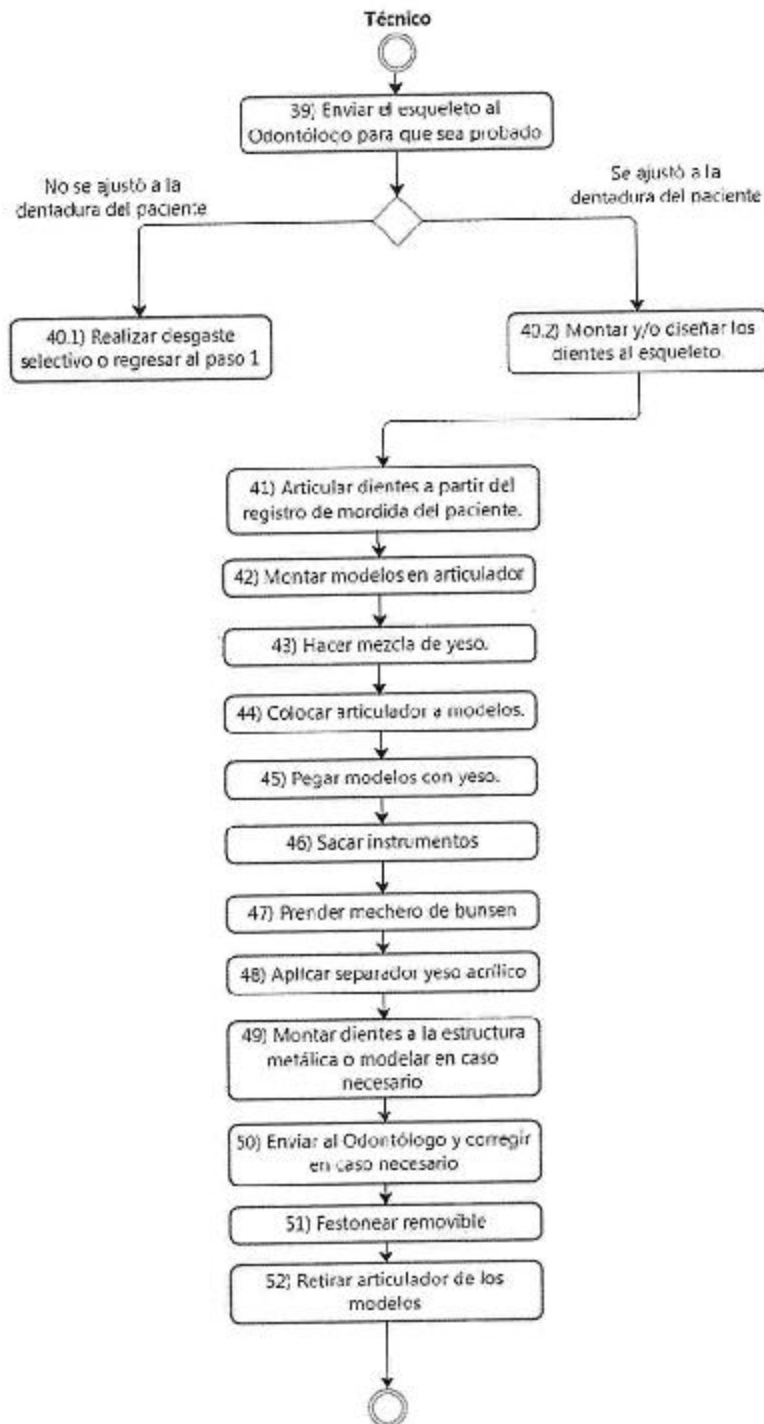 Técnico
39) Enviar el esqueleto al
Odontólogo para que sea probado
No se ajustó a la
dentadura del paciente
Se ajustó a la
dentadura del paciente
40.1) Realizar desgaste
selectivo o regresar al paso 1
40.2) Montar y/o diseñar los
dientes al esqueleto.
41) Articular dientes a partir del
registro de mordida del paciente.
42) Montar modelos en articulador
43) Hacer mezcla de yeso.
44) Colocar articulador a modelos.
45) Pegar modelos con yeso.
46) Sacar instrumentos
47) Prender mechero de bunsen
48) Aplicar separador yeso acrílico
49) Montar dientes a la estructura
metálica o modelar en caso
necesario
50) Enviar al Odontólogo y corregir
en caso necesario
51) Festonear removible
52) Retirar articulador de los
modelos